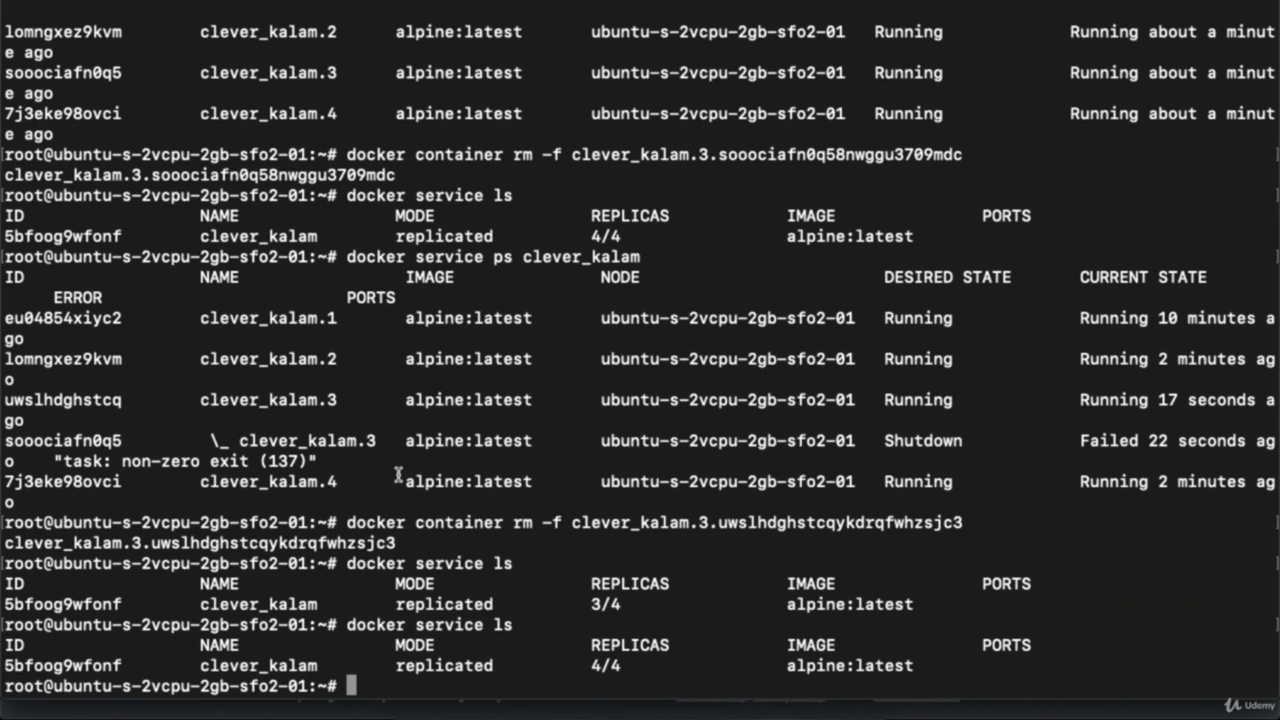 lomngxez9kvm        clever_kalam.2      alpine:latest       ubuntu-s-2vcpu-2gb-sfo2-01   Running             Running about a minut
e ago
sooociafn0q5        clever_kalam.3      alpine:latest       ubuntu-s-2vcpu-2gb-sfo2-01   Running             Running about a minut
e ago
7j3eke98ovci        clever_kalam.4      alpine:latest       ubuntu-s-2vcpu-2gb-sfo2-01   Running             Running about a minut
e ago
root@ubuntu-s-2vcpu-2gb-sfo2-01:~# docker container rm -f clever_kalam.3.sooociafn0q58nwggu3709mdc
clever_kalam.3.sooociafn0q58nwggu3709mdc
root@ubuntu-s-2vcpu-2gb-sfo2-01:~# docker service ls
ID                  NAME                MODE                REPLICAS            IMAGE               PORTS
5bfoog9wfonf        clever_kalam        replicated          4/4                 alpine:latest
root@ubuntu-s-2vcpu-2gb-sfo2-01:~# docker service ps clever_kalam
ID                  NAME                 IMAGE               NODE                         DESIRED STATE       CURRENT STATE
     ERROR                         PORTS
eu04854xiyc2        clever_kalam.1       alpine:latest       ubuntu-s-2vcpu-2gb-sfo2-01   Running             Running 10 minutes a
go
lomngxez9kvm        clever_kalam.2       alpine:latest       ubuntu-s-2vcpu-2gb-sfo2-01   Running             Running 2 minutes ag
o
uwslhdghstcq        clever_kalam.3       alpine:latest       ubuntu-s-2vcpu-2gb-sfo2-01   Running             Running 17 seconds a
go
sooociafn0q5         \_ clever_kalam.3   alpine:latest       ubuntu-s-2vcpu-2gb-sfo2-01   Shutdown            Failed 22 seconds ag
o    "task: non-zero exit (137)"
7j3eke98ovci        clever_kalam.4       alpine:latest       ubuntu-s-2vcpu-2gb-sfo2-01   Running             Running 2 minutes ag
o
root@ubuntu-s-2vcpu-2gb-sfo2-01:~# docker container rm -f clever_kalam.3.uwslhdghstcqykdrqfwhzsjc3
clever_kalam.3.uwslhdghstcqykdrqfwhzsjc3
root@ubuntu-s-2vcpu-2gb-sfo2-01:~# docker service ls
ID                  NAME                MODE                REPLICAS            IMAGE               PORTS
5bfoog9wfonf        clever_kalam        replicated          3/4                 alpine:latest
root@ubuntu-s-2vcpu-2gb-sfo2-01:~# docker service ls
ID                  NAME                MODE                REPLICAS            IMAGE               PORTS
5bfoog9wfonf        clever_kalam        replicated          4/4                 alpine:latest
root@ubuntu-s-2vcpu-2gb-sfo2-01:~#
Udemy